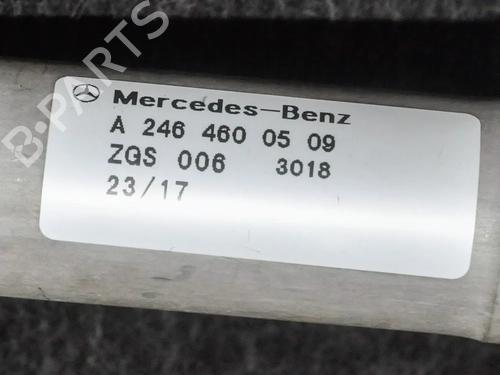 B-PARTS
Mercedes-Benz
A 246 460 05 09
ZGS 006 3018
23/17